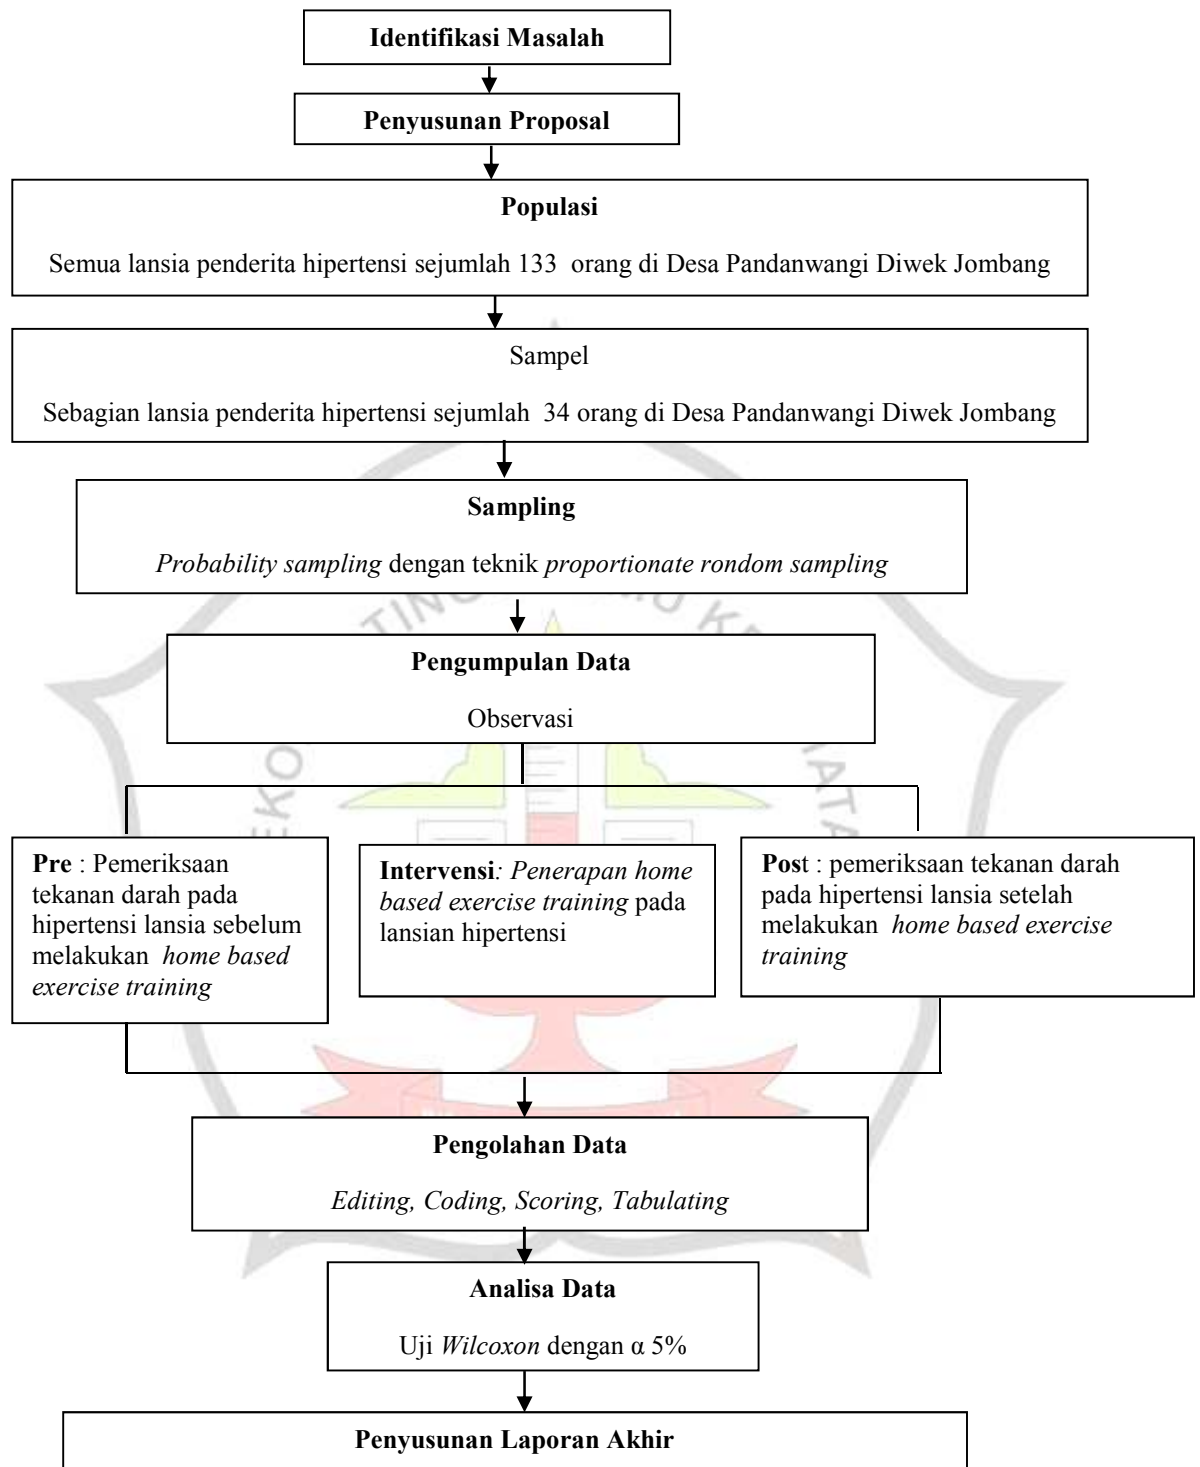 Identifikasi Masalah
Penyusunan Proposal
Populasi
Semua lansia penderita hipertensi sejumlah 133 orang di Desa Pandanwangi Diwek Jombang
Sampel
Sebagian lansia penderita hipertensi sejumlah 34 orang di Desa Pandanwangi Diwek Jombang
Sampling
Probability sampling dengan teknik proportionate rondom sampling
Pengumpulan Data
Observasi
Pre : Pemeriksaan
tekanan darah pada
hipertensi lansia sebelum
melakukan home based
exercise training
Intervensi: Penerapan home
based exercise training pada
lansian hipertensi
Post : pemeriksaan tekanan darah
pada hipertensi lansia setelah
melakukan home based exercise
training
Pengolahan Data
Editing, Coding, Scoring, Tabulating
Analisa Data
Uji Wilcoxon dengan α 5%
Penyusunan Laporan Akhir